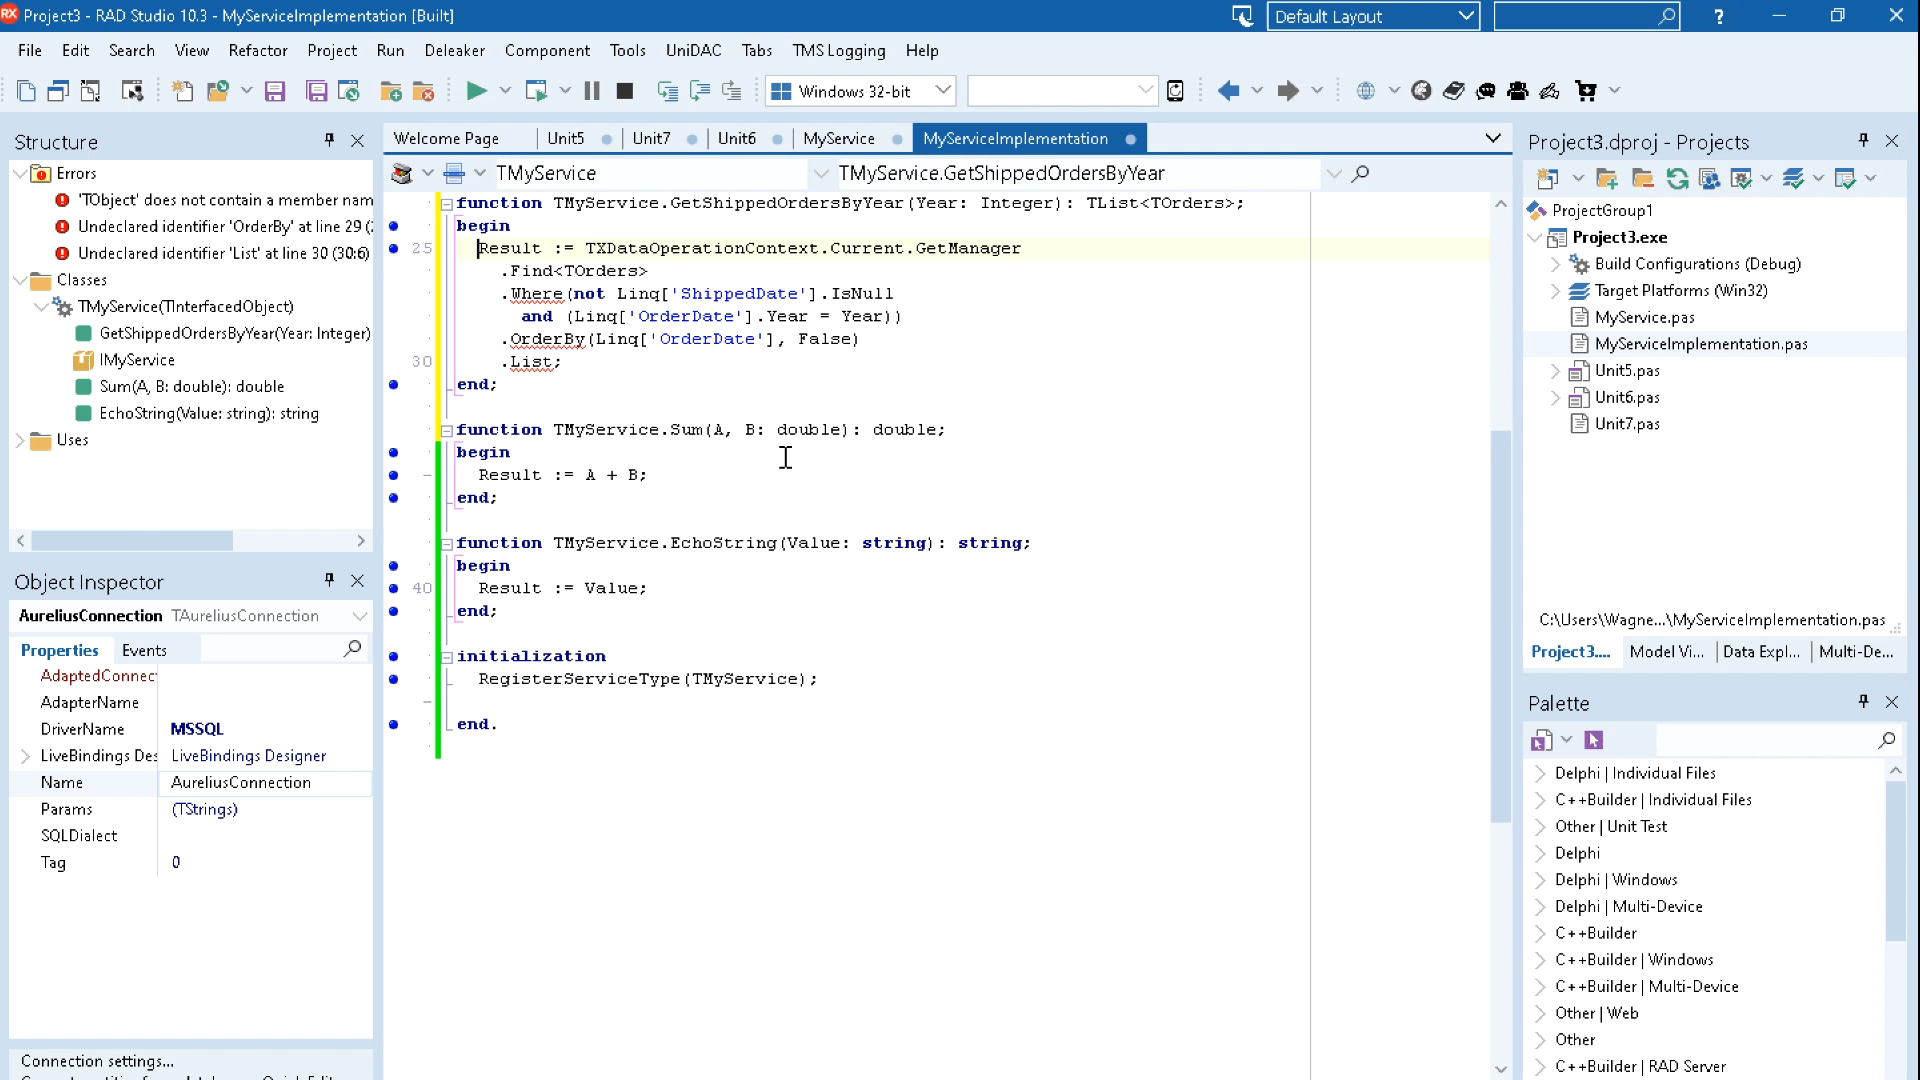 Project3 - RAD Studio 10.3 - MyServiceImplementation [Built]
Default Layout
File Edit Search View Refactor Project Run Deleaker Component Tools UniDAC Tabs TMS Logging Help
Windows 32-bit
Structure
Errors
'TObject' does not contain a member nam
Undeclared identifier 'OrderBy' at line 29 (
Undeclared identifier 'List' at line 30 (30:6)
Classes
TMyService(TInterfacedObject)
GetShippedOrdersByYear(Year: Integer)
IMyService
Sum(A, B: double): double
EchoString(Value: string): string
Uses
Object Inspector
AureliusConnection TAureliusConnection
Properties Events
AdaptedConnec
AdapterName
DriverName MSSQL
LiveBindings Des LiveBindings Designer
Name AureliusConnection
Params (TStrings)
SQLDialect
Tag 0
Connection settings...
Welcome Page Unit5 Unit7 Unit6 MyService MyServiceImplementation
TMyService TMyService.GetShippedOrdersByYear
function TMyService.GetShippedOrdersByYear(Year: Integer): TList<TOrders>;
begin
25 Result := TXDataOperationContext.Current.GetManager
.Find<TOrders>
.Where(not Linq['ShippedDate'].IsNull
and (Linq['OrderDate'].Year = Year))
.OrderBy(Linq['OrderDate'], False)
30 .List;
end;
function TMyService.Sum(A, B: double): double;
begin
Result := A + B;
end;
function TMyService.EchoString(Value: string): string;
begin
40 Result := Value;
end;
initialization
RegisterServiceType(TMyService);
end.
Project3.dproj - Projects
ProjectGroup1
Project3.exe
Build Configurations (Debug)
Target Platforms (Win32)
MyService.pas
MyServiceImplementation.pas
Unit5.pas
Unit6.pas
Unit7.pas
C:\Users\Wagne...\MyServiceImplementation.pas
Project3.... Model Vi... Data Expl... Multi-De...
Palette
Delphi | Individual Files
C++Builder | Individual Files
Other | Unit Test
Delphi
Delphi | Windows
Delphi | Multi-Device
C++Builder
C++Builder | Windows
C++Builder | Multi-Device
Other | Web
Other
C++Builder | RAD Server